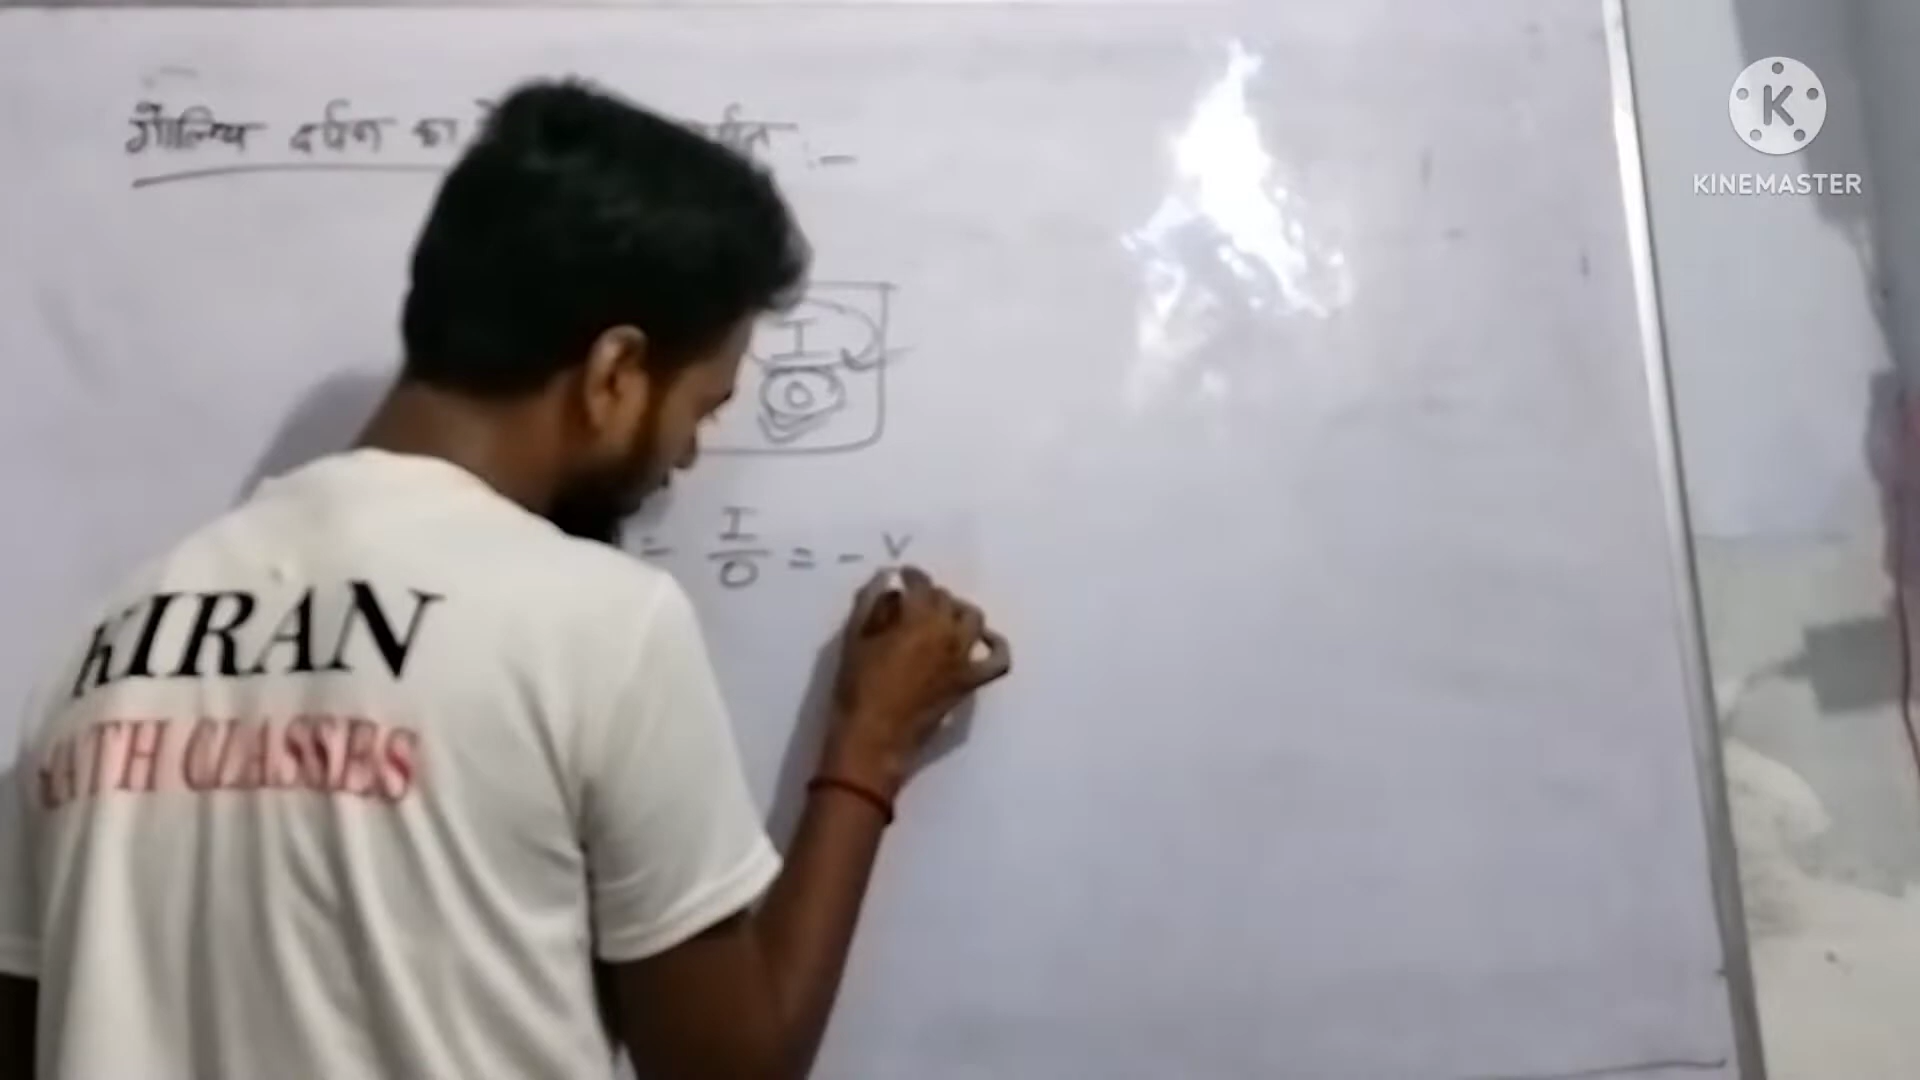 गोलिय दर्पण का
I
O
= I/O = - v
KIRAN
MATH CLASSES
K
KINEMASTER